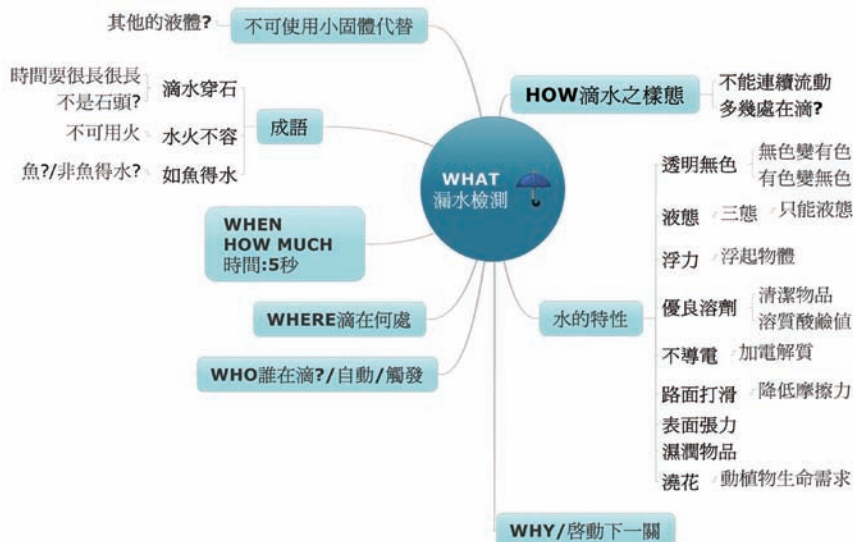 其他的液體?
不可使用小固體代替
時間要很長很長
不是石頭?
滴水穿石
不可用火
水火不容
魚?/非魚得水?
如魚得水
成語
WHEN
HOW MUCH
時間:5秒
WHERE滴在何處
WHO誰在滴?/自動/觸發
WHAT
漏水檢測
HOW滴水之樣態
不能連續流動
多幾處在滴?
水的特性
透明無色
無色變有色
有色變無色
液態
三態
只能液態
浮力
浮起物體
優良溶劑
清潔物品
溶質酸鹼值
不導電
加電解質
路面打滑
降低摩擦力
表面張力
濕潤物品
澆花
動植物生命需求
WHY/啓動下一關